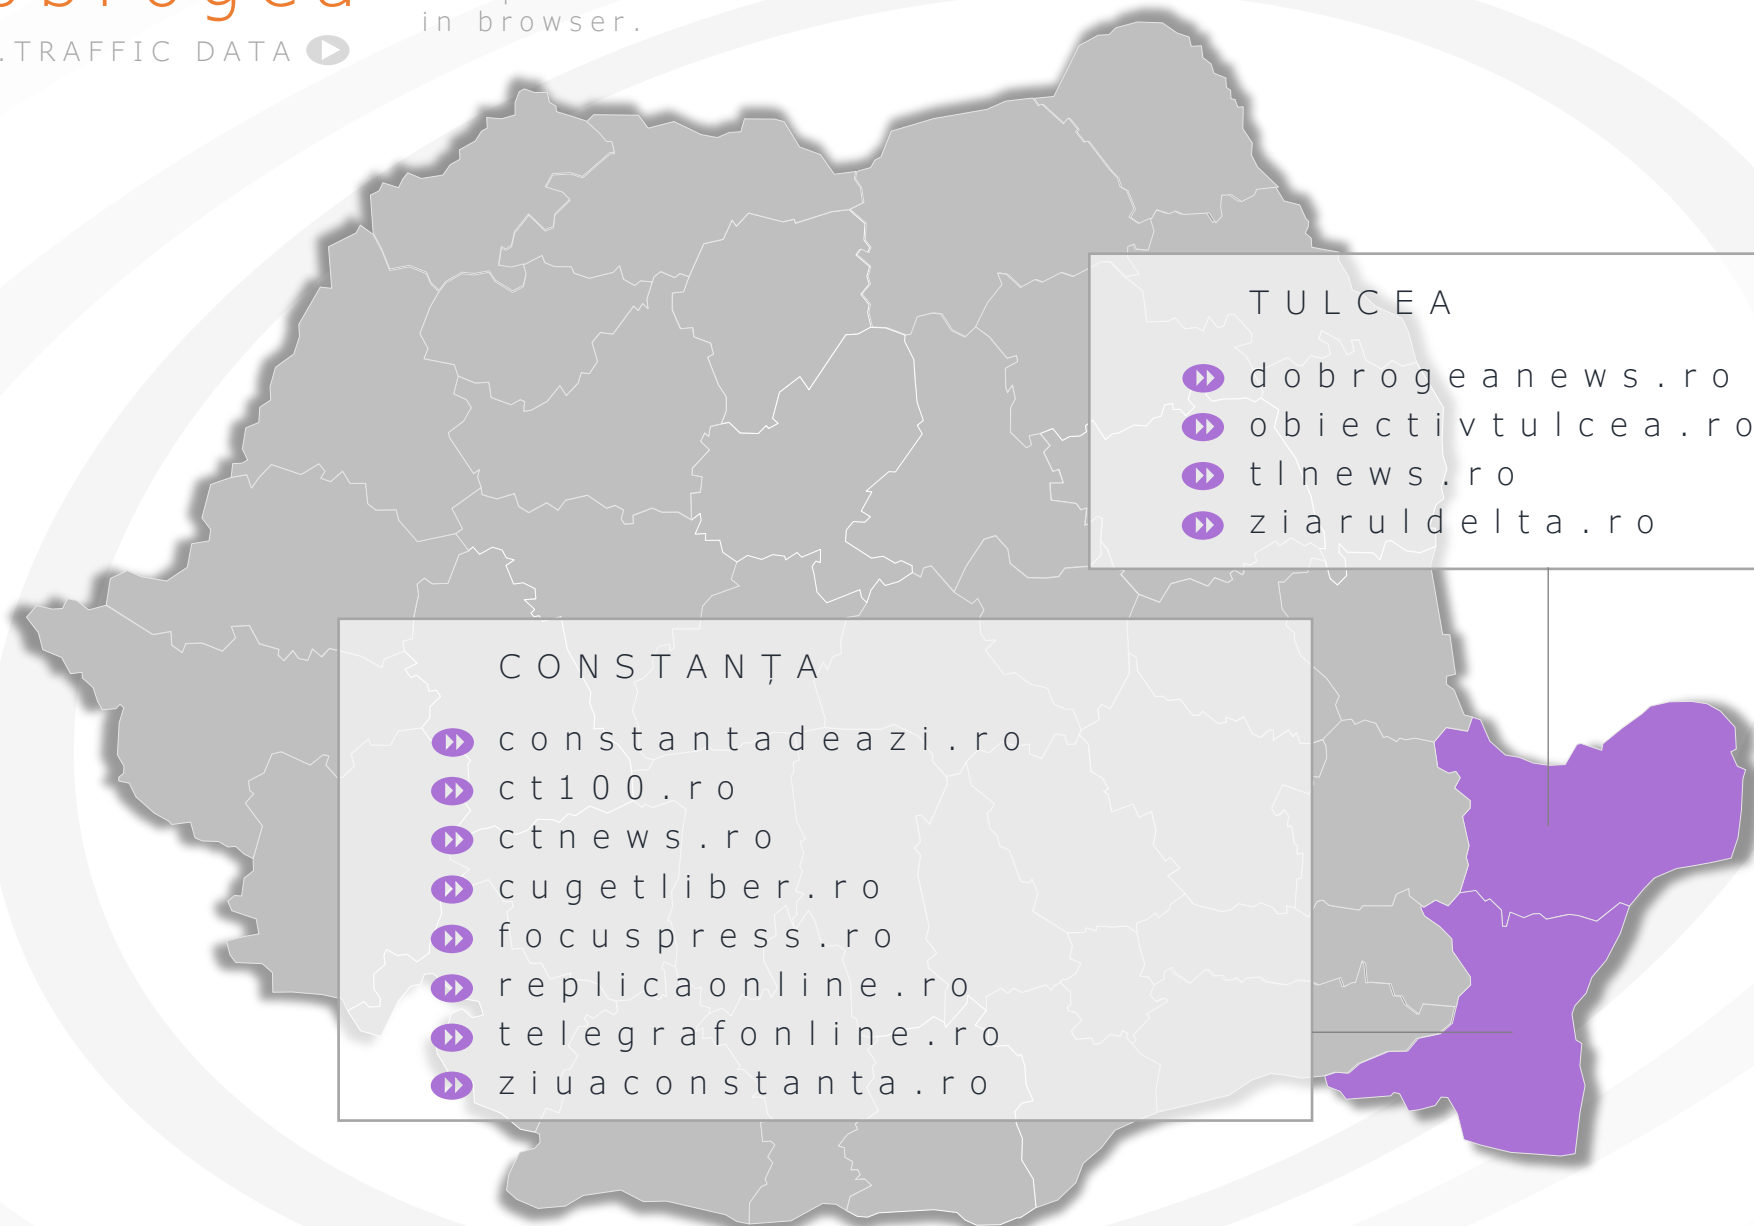 in browser.
.TRAFFIC DATA
TULCEA
dobrogeanews.ro
obiectivtulcea.ro
tlnews.ro
ziaruldelta.ro
CONSTANȚA
constantadeazi.ro
ct100.ro
ctnews.ro
cugetliber.ro
focuspress.ro
replicaonline.ro
telegrafonline.ro
ziuaconstanta.ro